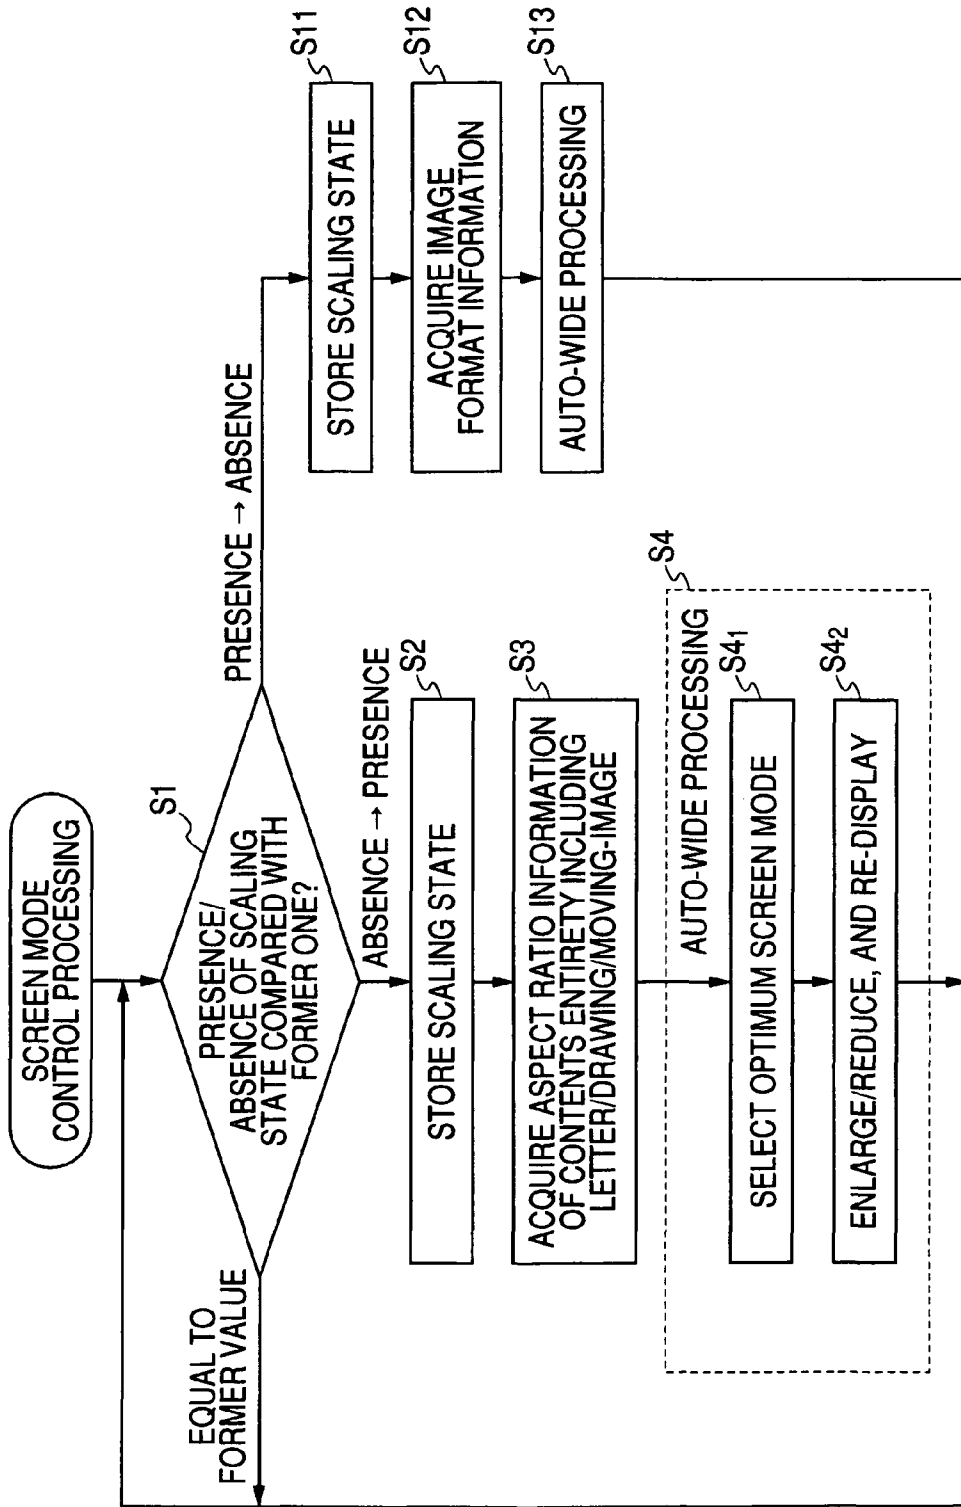 SCREEN MODE
CONTROL PROCESSING
S1
PRESENCE/
ABSENCE OF SCALING
STATE COMPARED WITH
FORMER ONE?
EQUAL TO
FORMER VALUE
PRESENCE → ABSENCE
ABSENCE → PRESENCE
S2
STORE SCALING STATE
S3
ACQUIRE ASPECT RATIO INFORMATION
OF CONTENTS ENTIRETY INCLUDING
LETTER/DRAWING/MOVING-IMAGE
S4
AUTO-WIDE PROCESSING
S41
SELECT OPTIMUM SCREEN MODE
S42
ENLARGE/REDUCE, AND RE-DISPLAY
S11
STORE SCALING STATE
S12
ACQUIRE IMAGE
FORMAT INFORMATION
S13
AUTO-WIDE PROCESSING